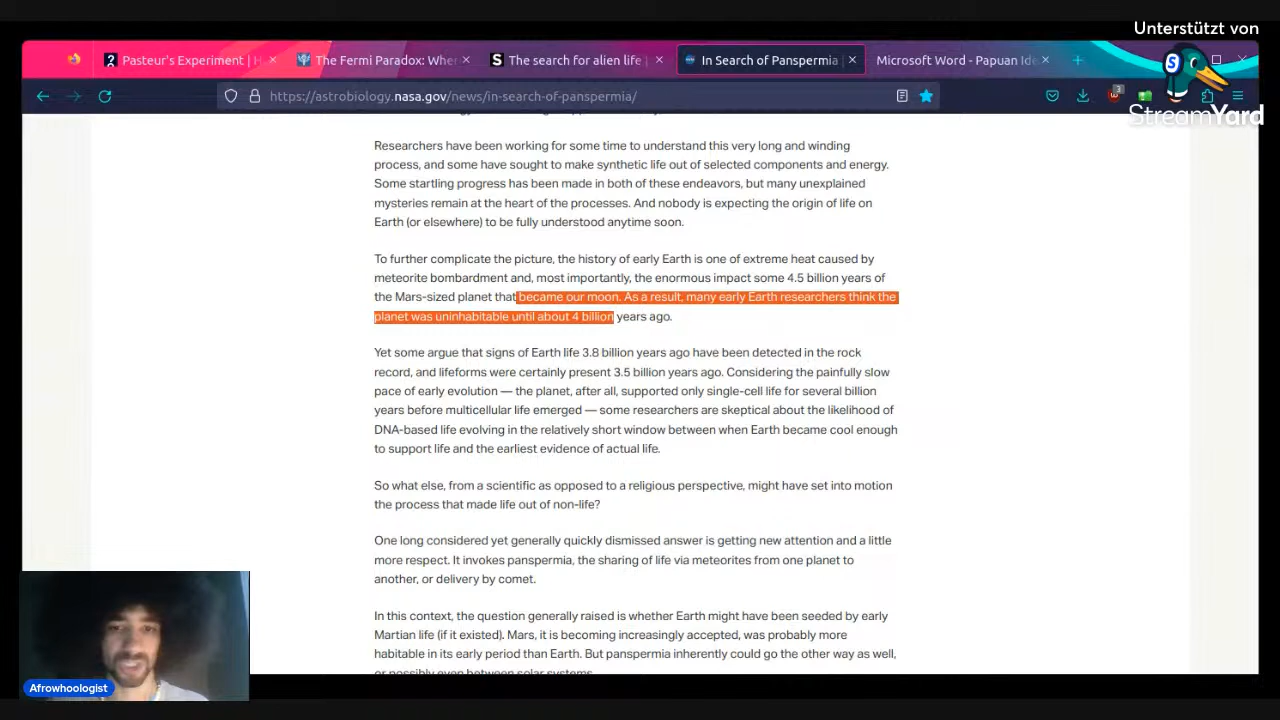 Unterstützt von
StreamYard
Pasteur's Experiment | H
The Fermi Paradox: Wher
The search for alien life |
In Search of Panspermia |
Microsoft Word - Papuan Ide
https://astrobiology.nasa.gov/news/in-search-of-panspermia/
3
Researchers have been working for some time to understand this very long and winding
process, and some have sought to make synthetic life out of selected components and energy.
Some startling progress has been made in both of these endeavors, but many unexplained
mysteries remain at the heart of the processes. And nobody is expecting the origin of life on
Earth (or elsewhere) to be fully understood anytime soon.
To further complicate the picture, the history of early Earth is one of extreme heat caused by
meteorite bombardment and, most importantly, the enormous impact some 4.5 billion years of
the Mars-sized planet that became our moon. As a result, many early Earth researchers think the
planet was uninhabitable until about 4 billion years ago.
Yet some argue that signs of Earth life 3.8 billion years ago have been detected in the rock
record, and lifeforms were certainly present 3.5 billion years ago. Considering the painfully slow
pace of early evolution — the planet, after all, supported only single-cell life for several billion
years before multicellular life emerged — some researchers are skeptical about the likelihood of
DNA-based life evolving in the relatively short window between when Earth became cool enough
to support life and the earliest evidence of actual life.
So what else, from a scientific as opposed to a religious perspective, might have set into motion
the process that made life out of non-life?
One long considered yet generally quickly dismissed answer is getting new attention and a little
more respect. It invokes panspermia, the sharing of life via meteorites from one planet to
another, or delivery by comet.
In this context, the question generally raised is whether Earth might have been seeded by early
Martian life (if it existed). Mars, it is becoming increasingly accepted, was probably more
habitable in its early period than Earth. But panspermia inherently could go the other way as well,
or possibly even between solar systems.
Afrowhoologist